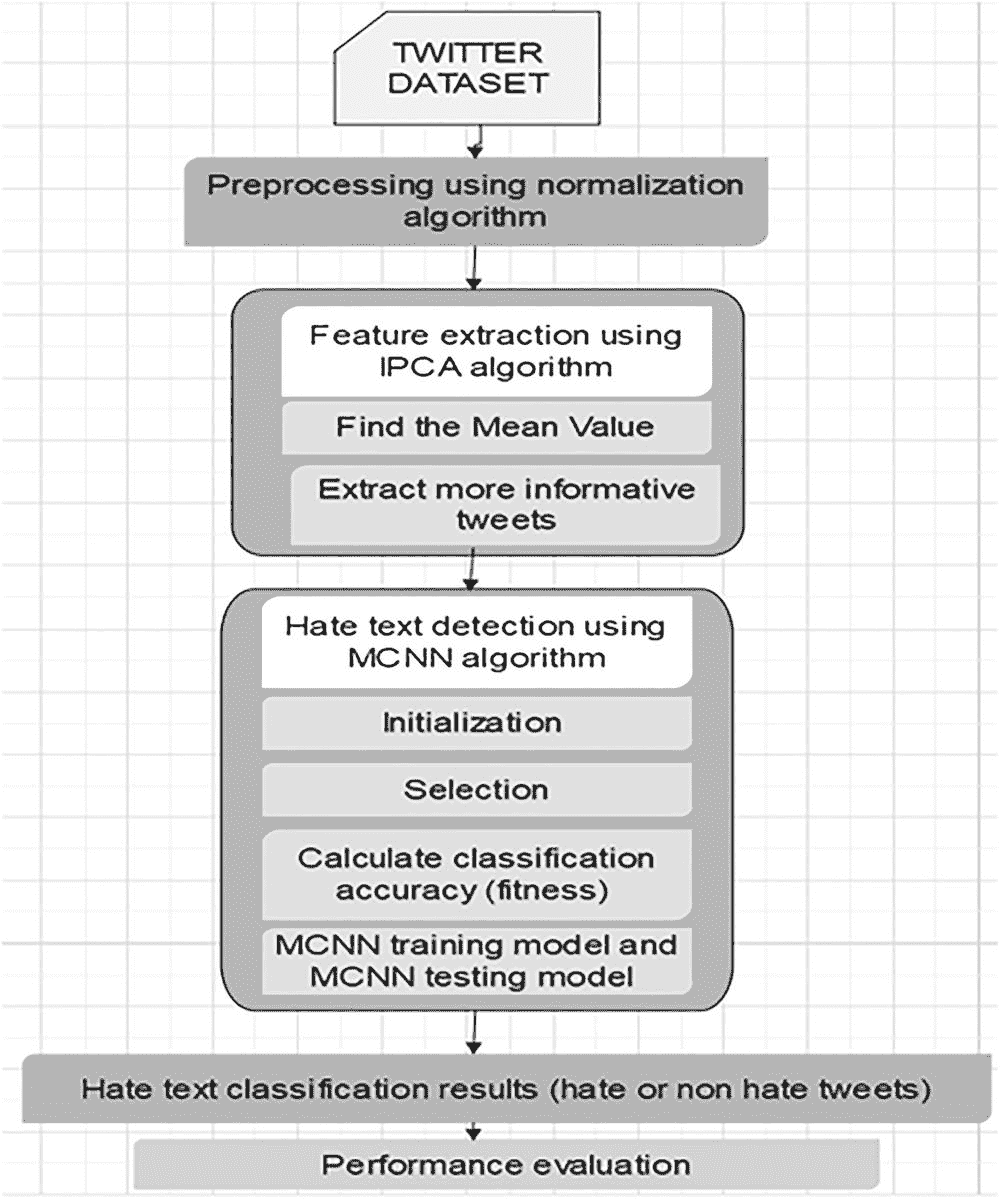 TWITTER
DATASET
Preprocessing using normalization
algorithm
Feature extraction using
IPCA algorithm
Find the Mean Value
Extract more informative
tweets
Hate text detection using
MCNN algorithm
Initialization
Selection
Calculate classification
accuracy (fitness)
MCNN training model and
MCNN testing model
Hate text classification results (hate or non hate tweets)
Performance evaluation